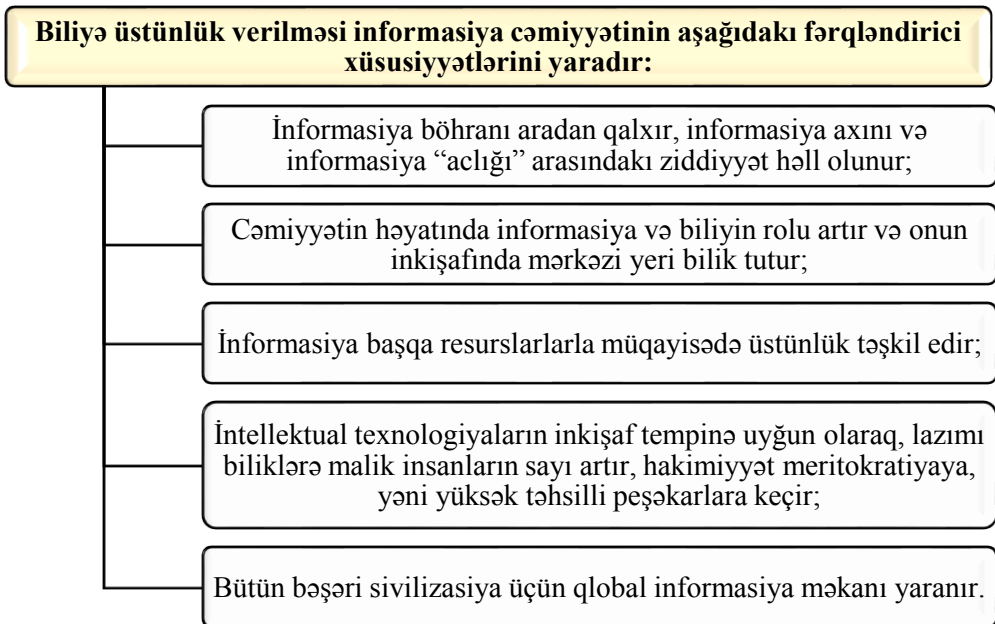 Biliyə üstünlük verilməsi informasiya cəmiyyətinin aşağıdakı fərqləndirici
xüsusiyyətlərini yaradır:
İnformasiya böhranı aradan qalxır, informasiya axını və
informasiya “aclığı” arasındakı ziddiyyət həll olunur;
Cəmiyyətin həyatında informasiya və biliyin rolu artır və onun
inkişafında mərkəzi yeri bilik tutur;
İnformasiya başqa resurslarlarla müqayisədə üstünlük təşkil edir;
İntellektual texnologiyaların inkişaf tempinə uyğun olaraq, lazımı
biliklərə malik insanların sayı artır, hakimiyyət meritokratiyaya,
yəni yüksək təhsilli peşəkarlara keçir;
Bütün bəşəri sivilizasiya üçün qlobal informasiya məkanı yaranır.